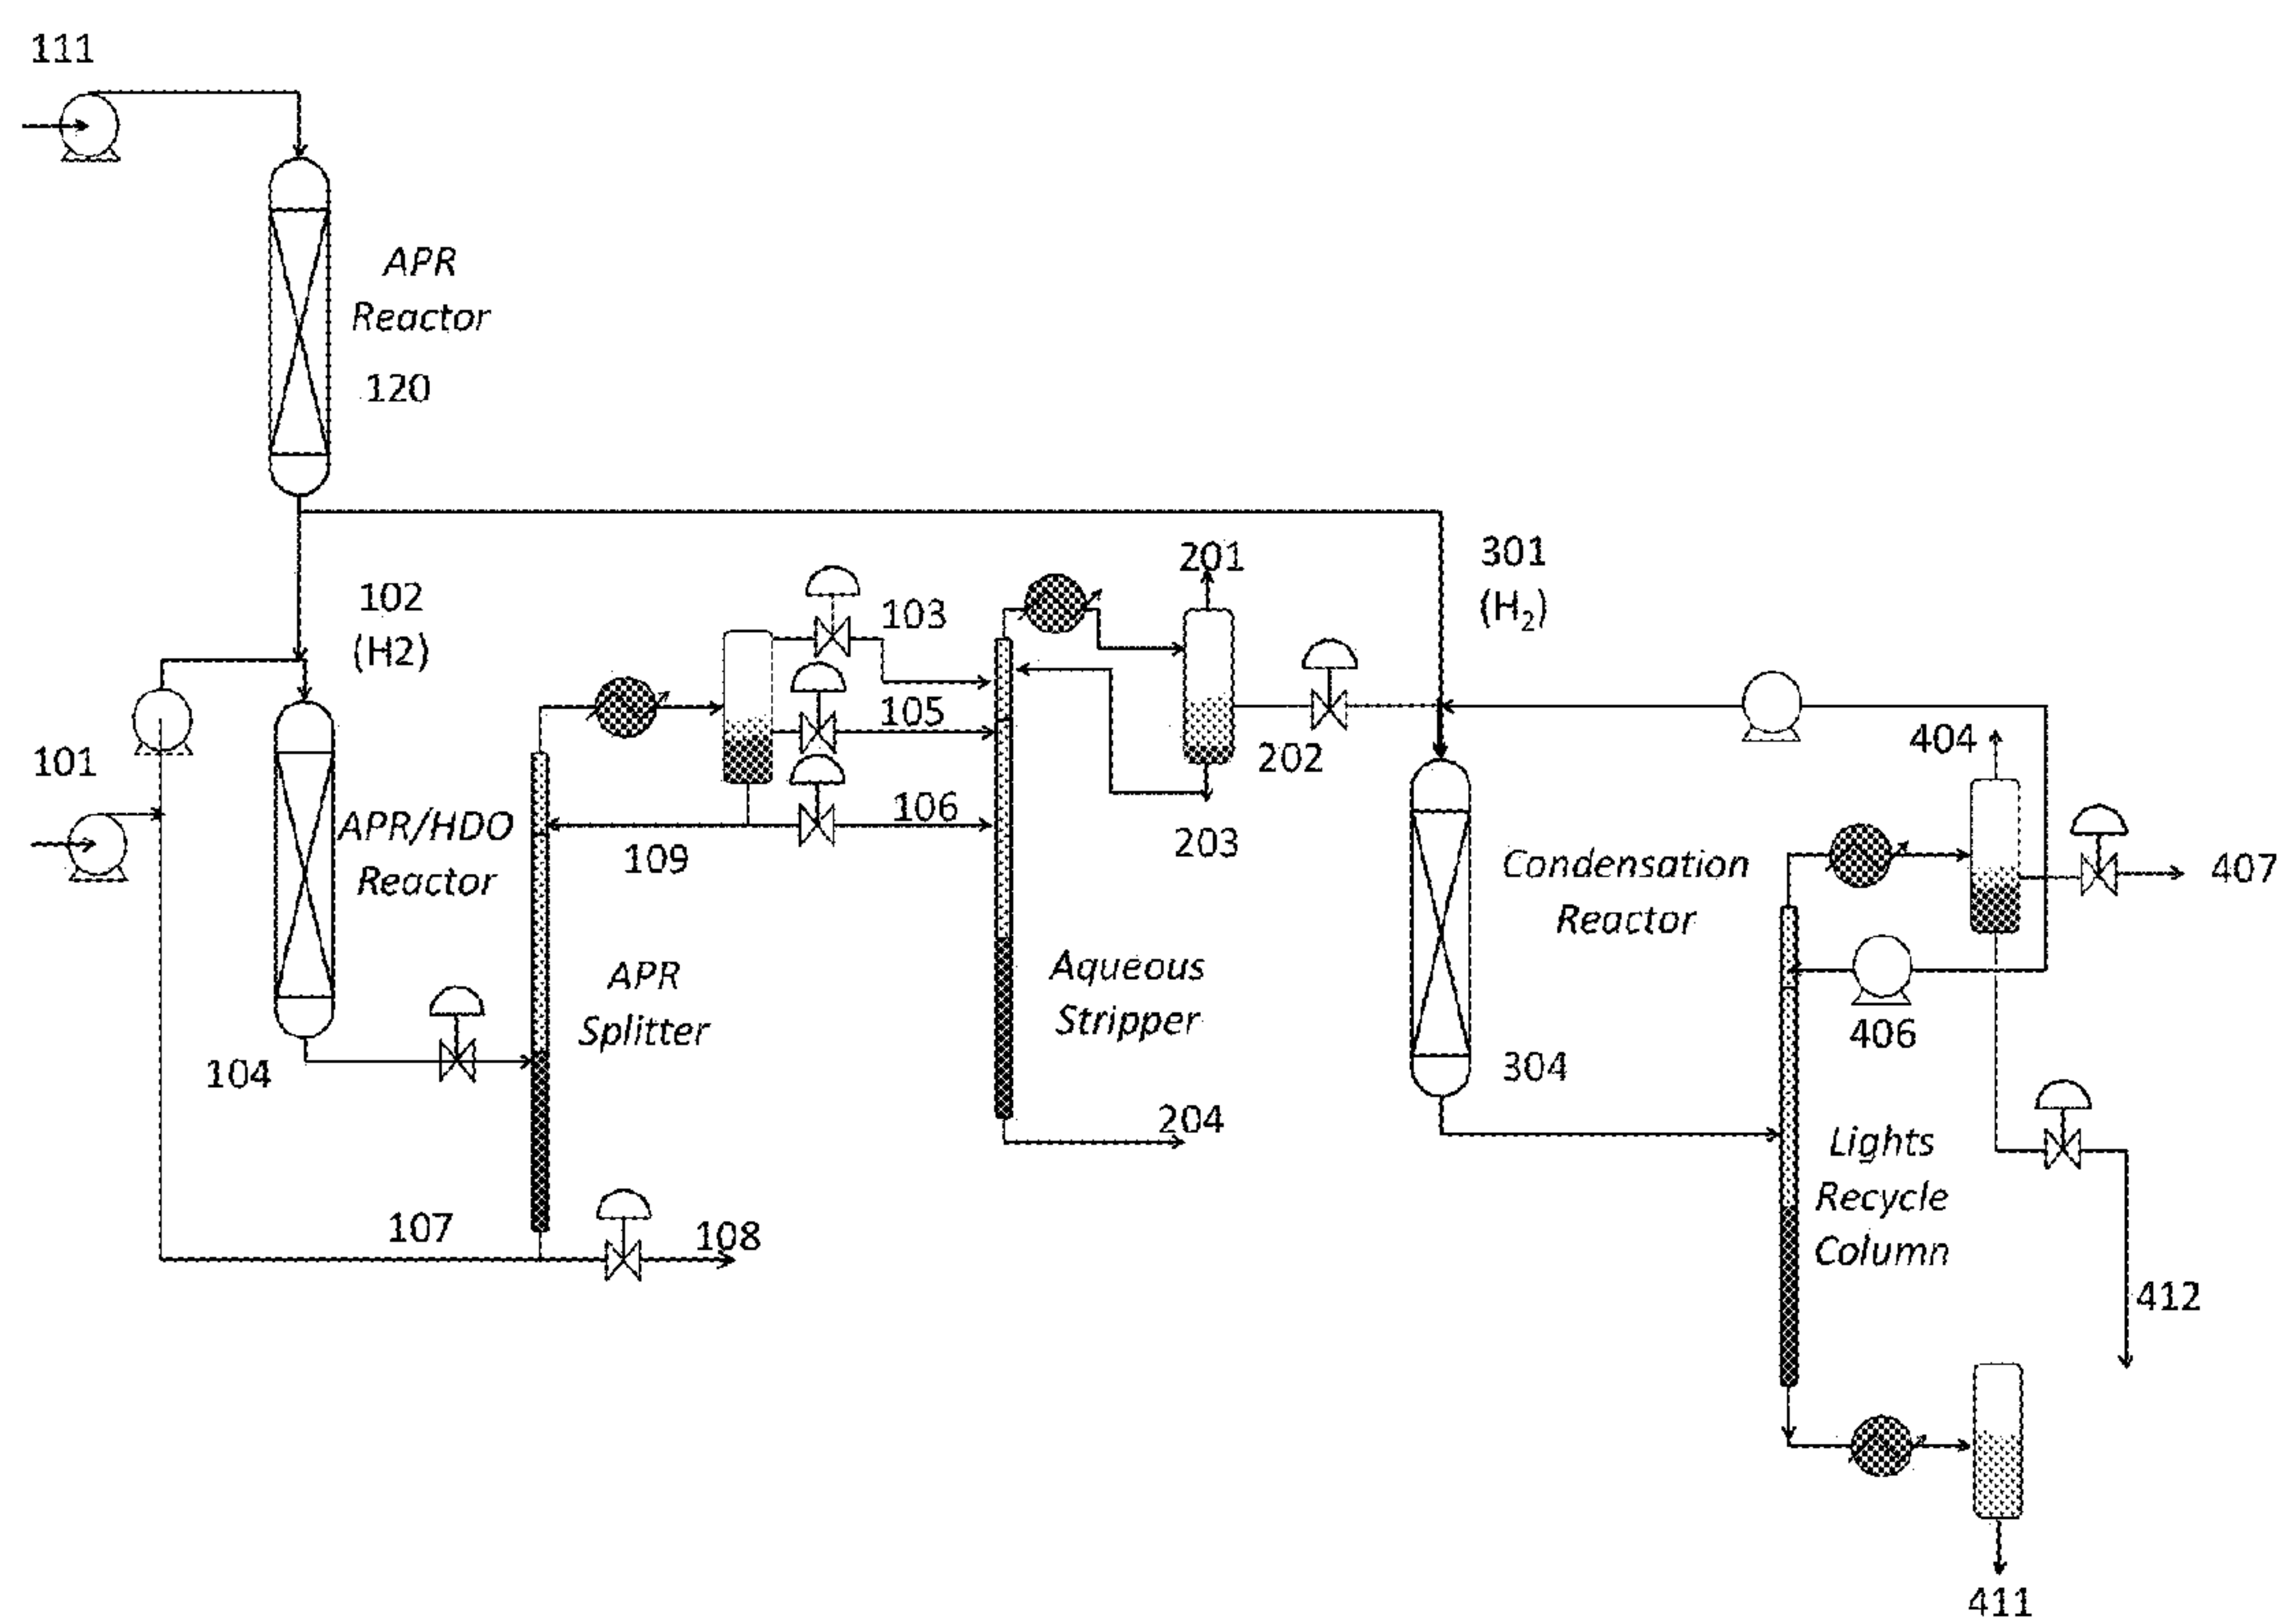 111
APR
Reactor
120
102
(H2)
101
APR/HDO
Reactor
104
107
108
103
105
106
109
APR
Splitter
201
202
203
Aqueous
Stripper
204
301
(H₂)
Condensation
Reactor
304
404
407
406
Lights
Recycle
Column
412
411